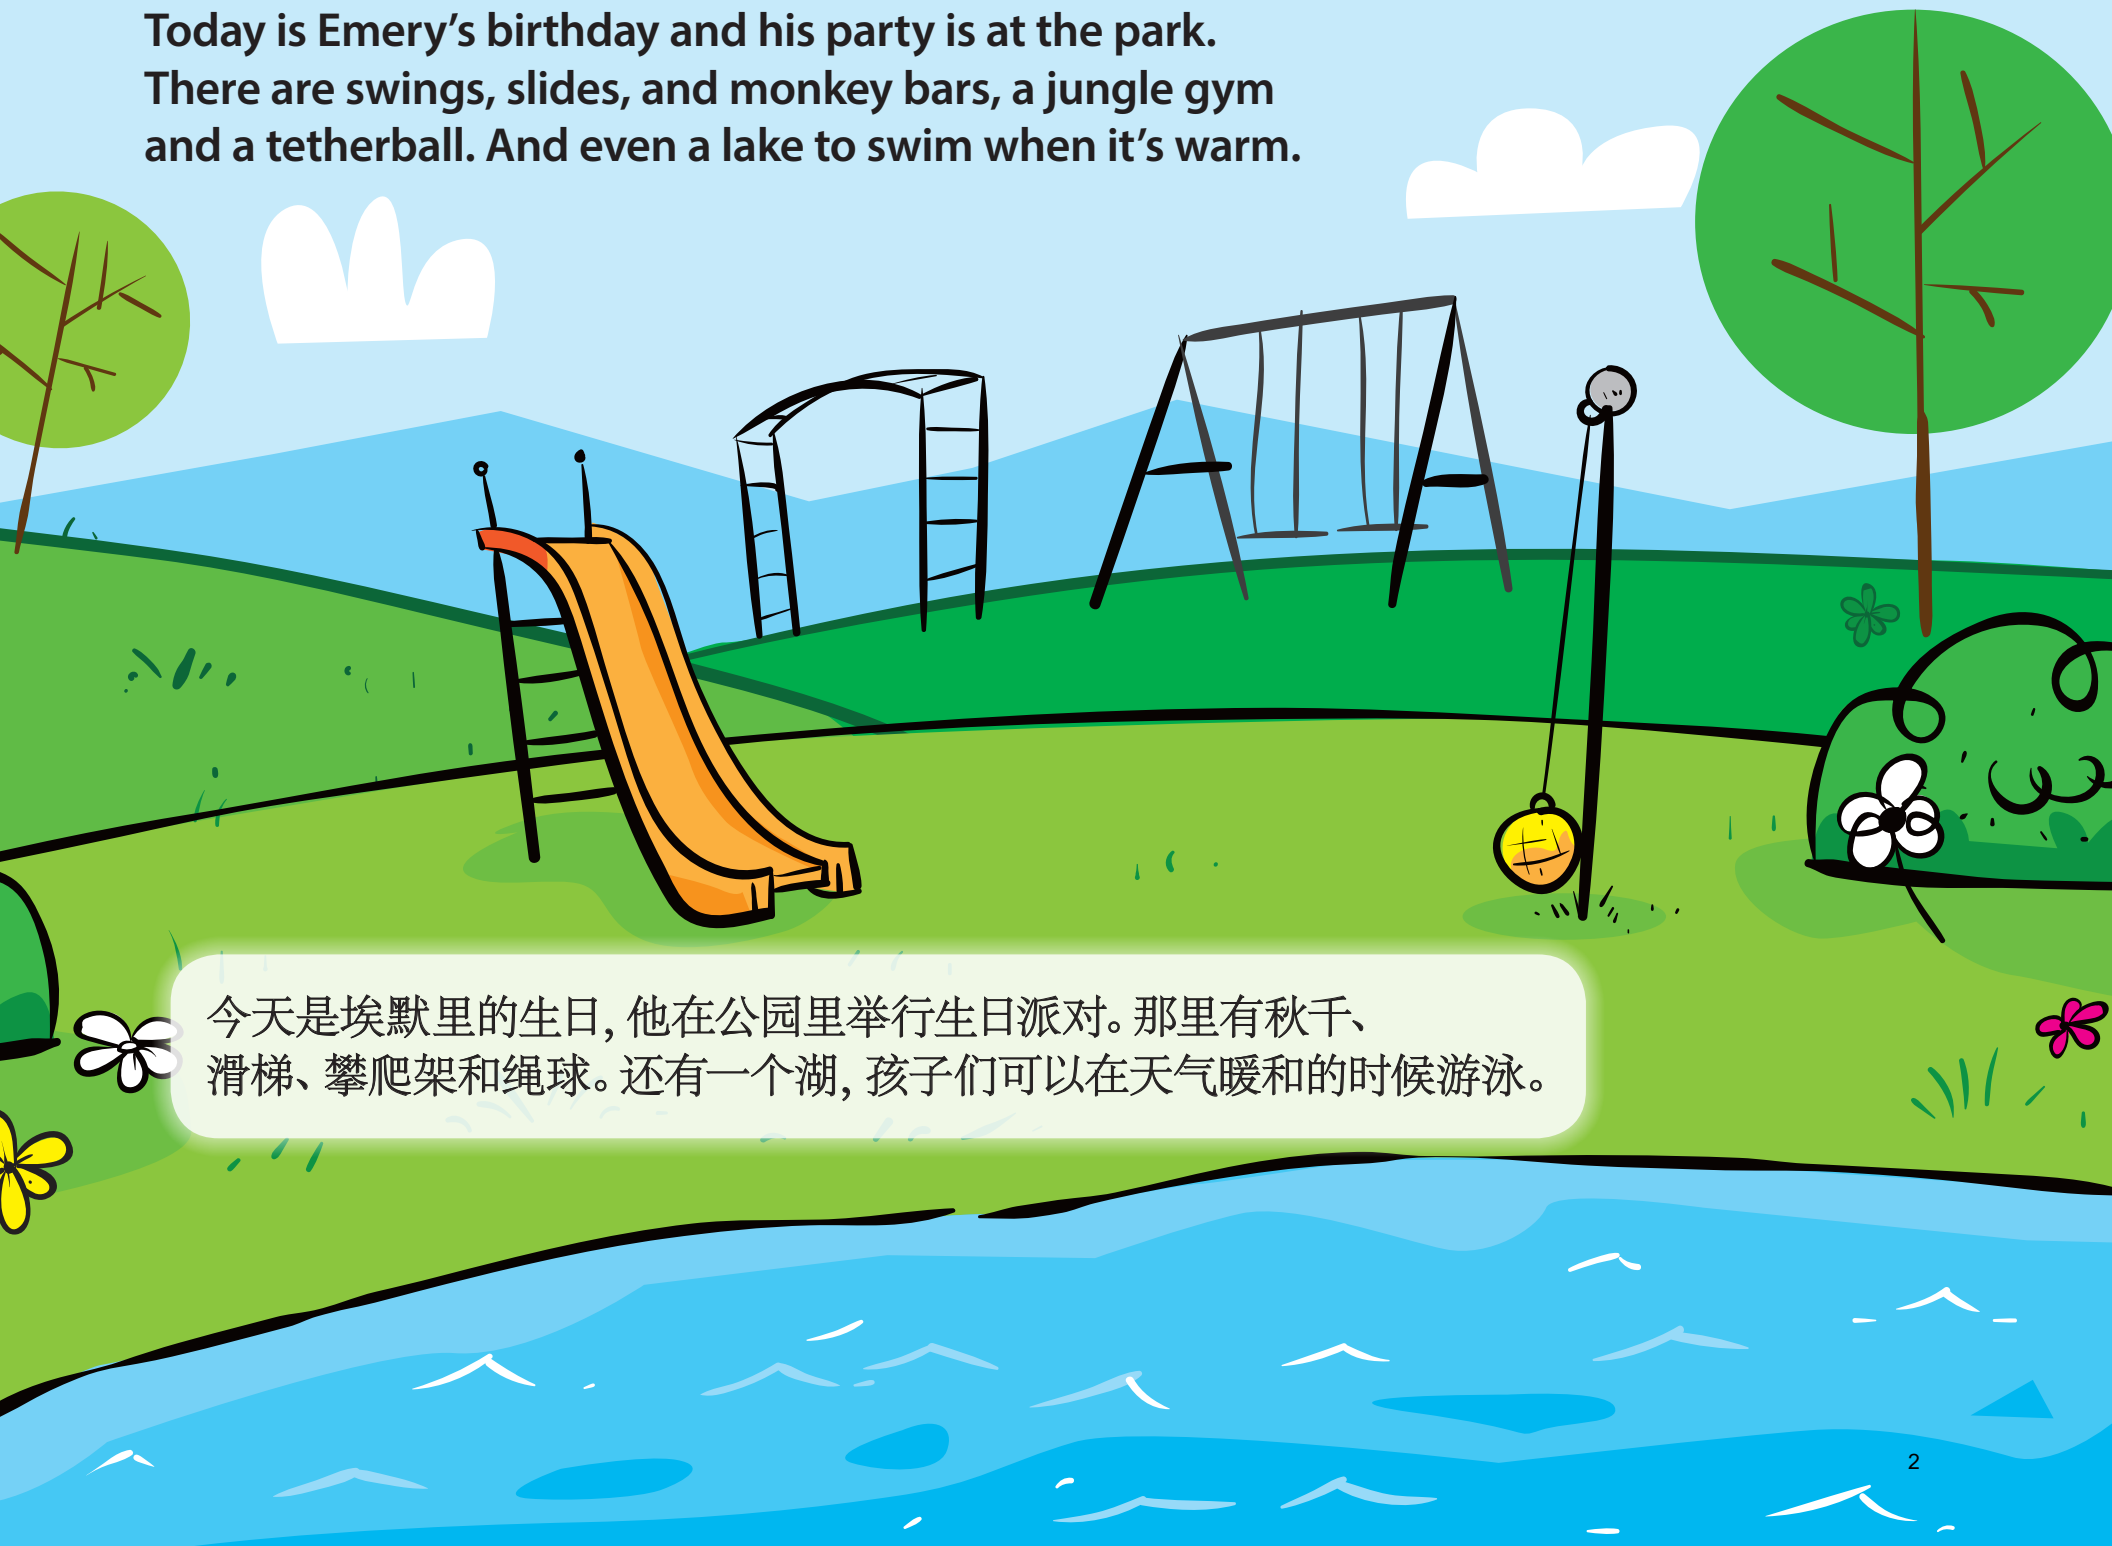 Today is Emery’s birthday and his party is at the park.
There are swings, slides, and monkey bars, a jungle gym
and a tetherball. And even a lake to swim when it’s warm.
今天是埃默里的生日, 他在公园里举行生日派对。那里有秋千、
滑梯、攀爬架和绳球。还有一个湖, 孩子们可以在天气暖和的时候游泳。
2